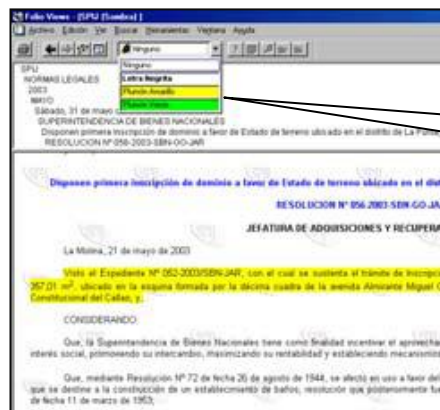 Folio Views - [SPIJ (Sombra)]
Archivo Edición Ver Buscar Herramientas Ventana Ayuda
Ninguno
Ninguno
Letra Negrita
Plumón Amarillo
Plumón Verde
SPIJ
NORMAS LEGALES
2003
MAYO
Sábado, 31 de mayo
SUPERINTENDENCIA DE BIENES NACIONALES
Disponen primera inscripción de dominio a favor de Estado de terreno ubicado en el distrito de La Punta
RESOLUCION Nº 056-2003-SBN-GO-JAR
Disponen primera inscripción de dominio a favor de Estado de terreno ubicado en el dist
RESOLUCION Nº 056-2003-SBN-GO-JA
JEFATURA DE ADQUISICIONES Y RECUPERA
La Molina, 21 de mayo de 2003
Visto el Expediente Nº 052-2003/SBN-JAR, con el cual se sustenta el trámite de Inscripc
357,01 m², ubicado en la esquina formada por la décima cuadra de la avenida Almirante Miguel G
Constitucional del Callao, y;
CONSIDERANDO:
Que, la Superintendencia de Bienes Nacionales tiene como finalidad incentivar el aprovecha
interés social, promoviendo su intercambio, maximizando su rentabilidad y estableciendo mecanismos
Que, mediante Resolución Nº 72 de fecha 26 de agosto de 1944, se afectó en uso a favor del
que se destine a la construcción de un establecimiento de baños, resolución que posteriormente fue
de fecha 11 de marzo de 1953;